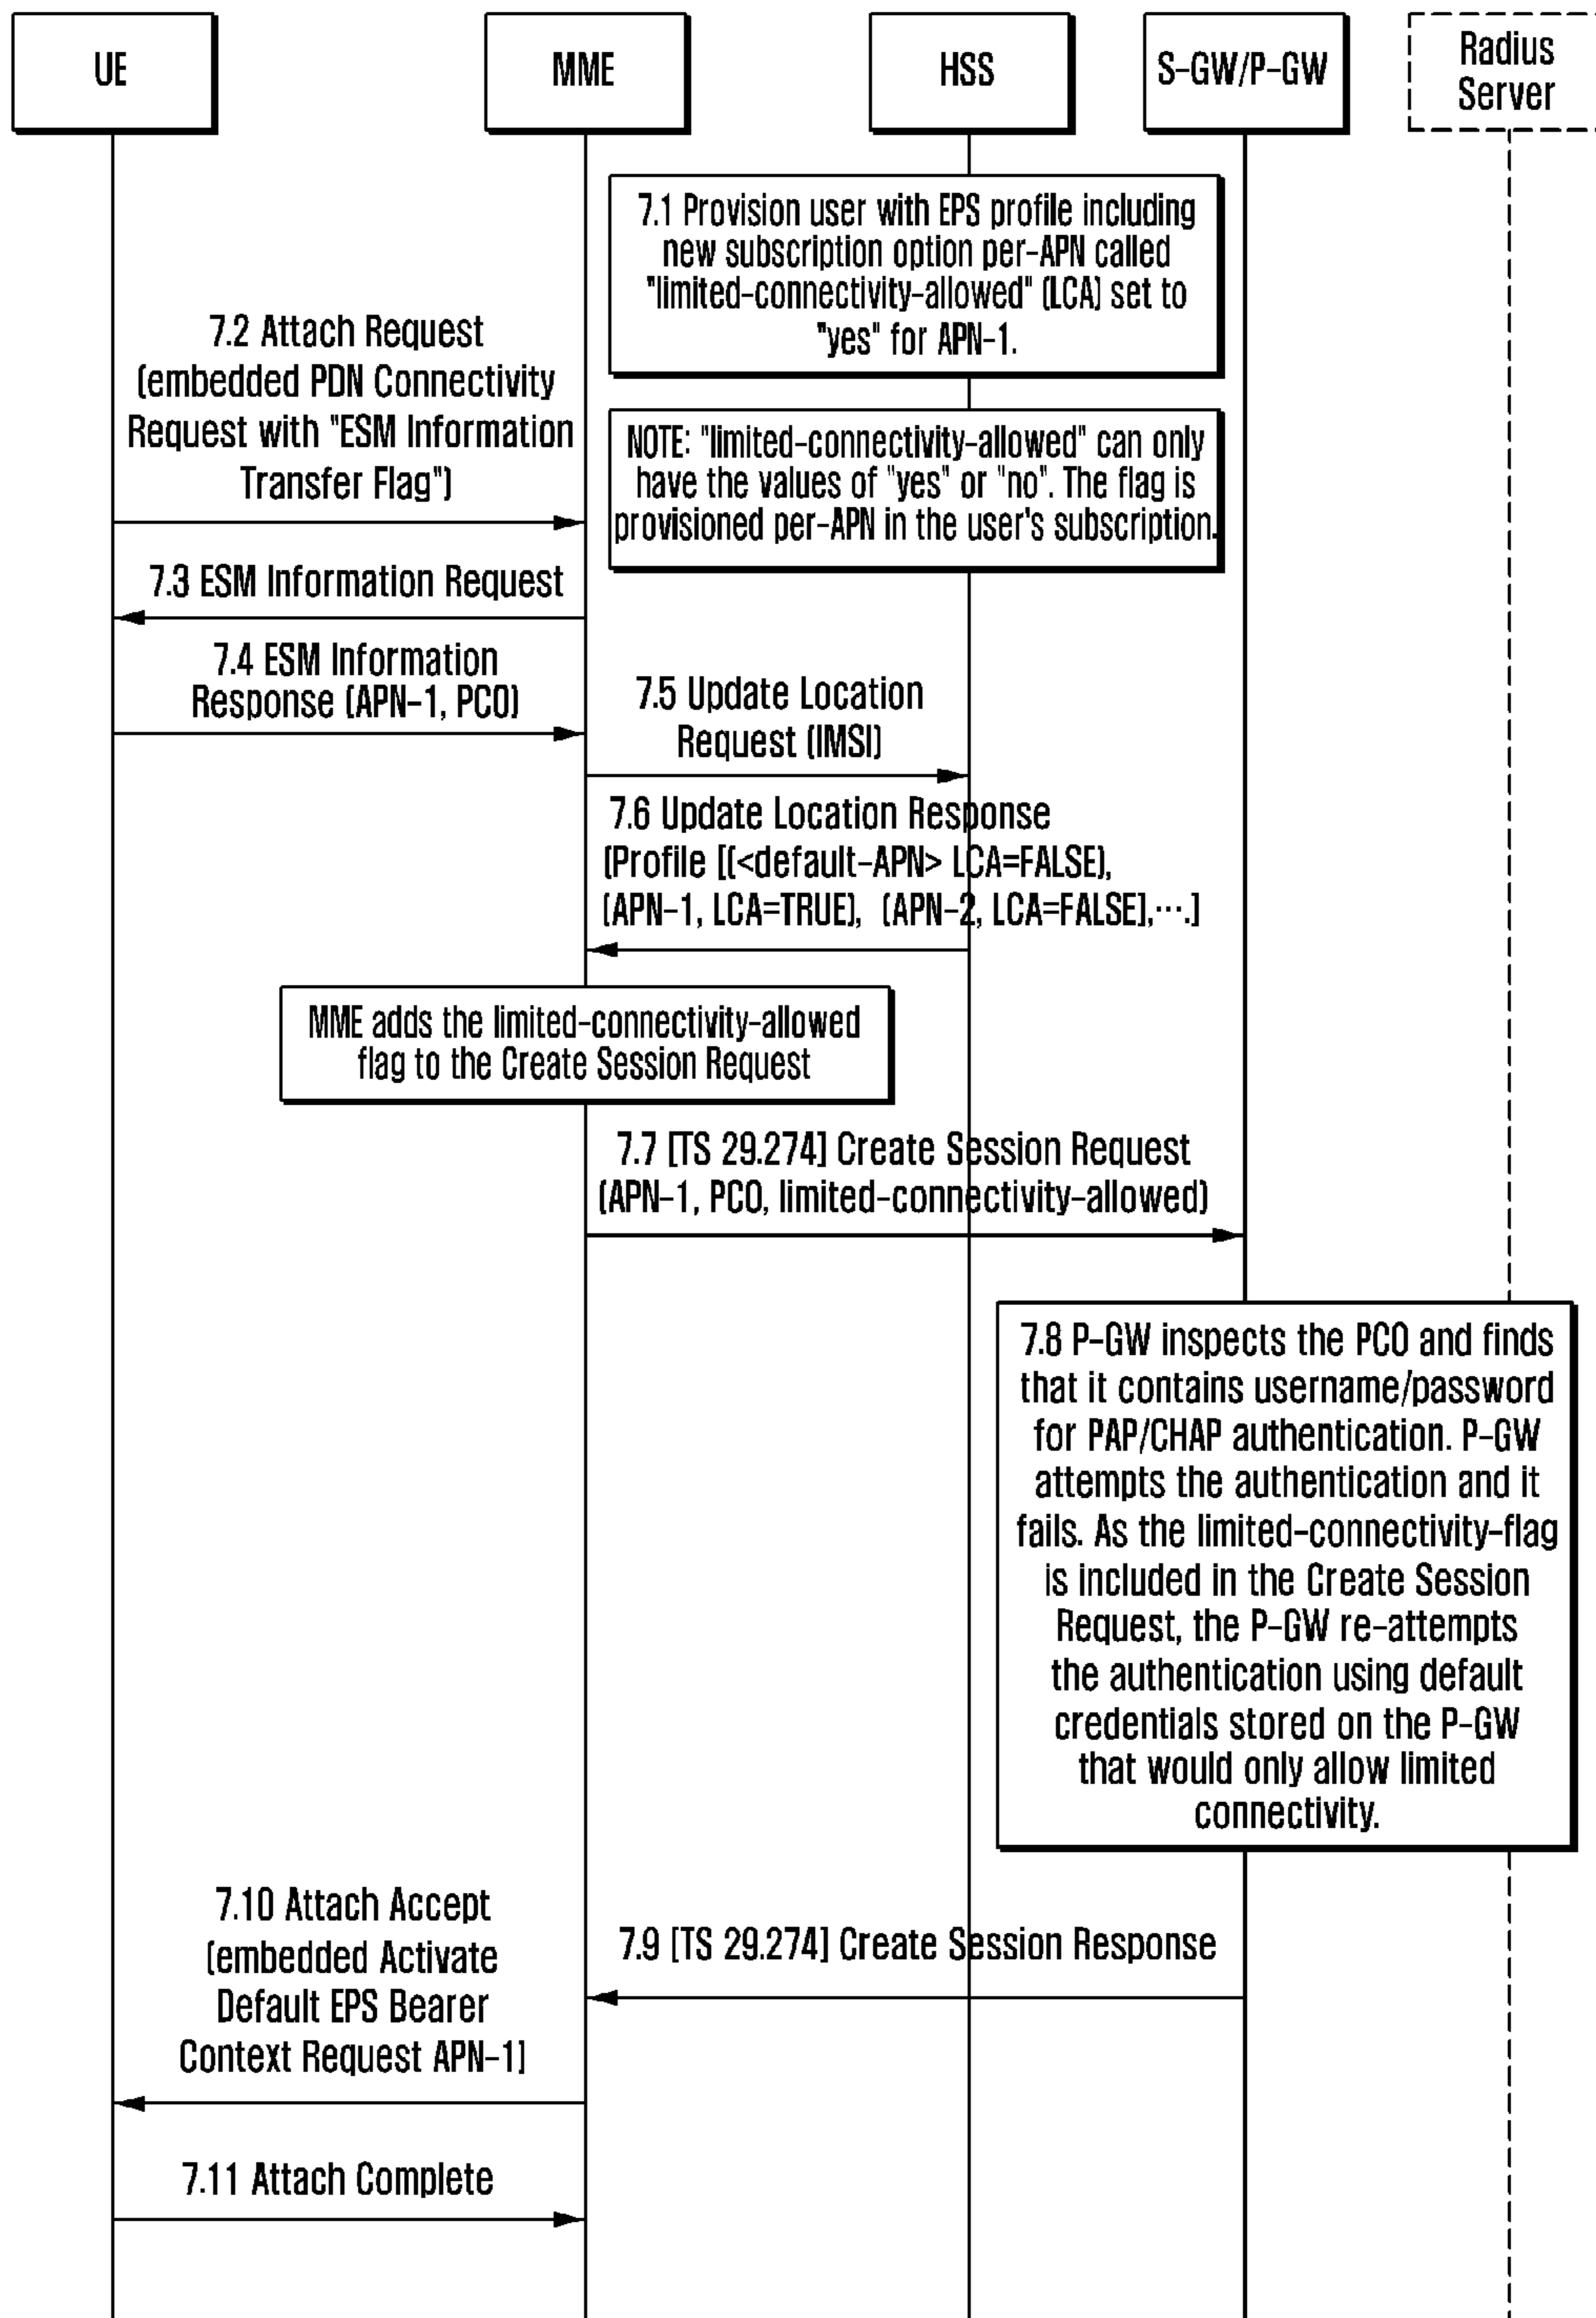 UE
MME
HSS
S-GW/P-GW
Radius
Server
7.1 Provision user with EPS profile including
new subscription option per-APN called
"limited-connectivity-allowed" (LCA) set to
"yes" for APN-1.
7.2 Attach Request
(embedded PDN Connectivity
Request with "ESM Information
Transfer Flag")
NOTE: "limited-connectivity-allowed" can only
have the values of "yes" or "no". The flag is
provisioned per-APN in the user's subscription.
7.3 ESM Information Request
7.4 ESM Information
Response (APN-1, PCO)
7.5 Update Location
Request (IMSI)
7.6 Update Location Response
(Profile [(<default-APN> LCA=FALSE),
(APN-1, LCA=TRUE), (APN-2, LCA=FALSE],….]
MME adds the limited-connectivity-allowed
flag to the Create Session Request
7.7 [TS 29.274] Create Session Request
(APN-1, PCO, limited-connectivity-allowed)
7.8 P-GW inspects the PCO and finds
that it contains username/password
for PAP/CHAP authentication. P-GW
attempts the authentication and it
fails. As the limited-connectivity-flag
is included in the Create Session
Request, the P-GW re-attempts
the authentication using default
credentials stored on the P-GW
that would only allow limited
connectivity.
7.9 [TS 29.274] Create Session Response
7.10 Attach Accept
(embedded Activate
Default EPS Bearer
Context Request APN-1]
7.11 Attach Complete